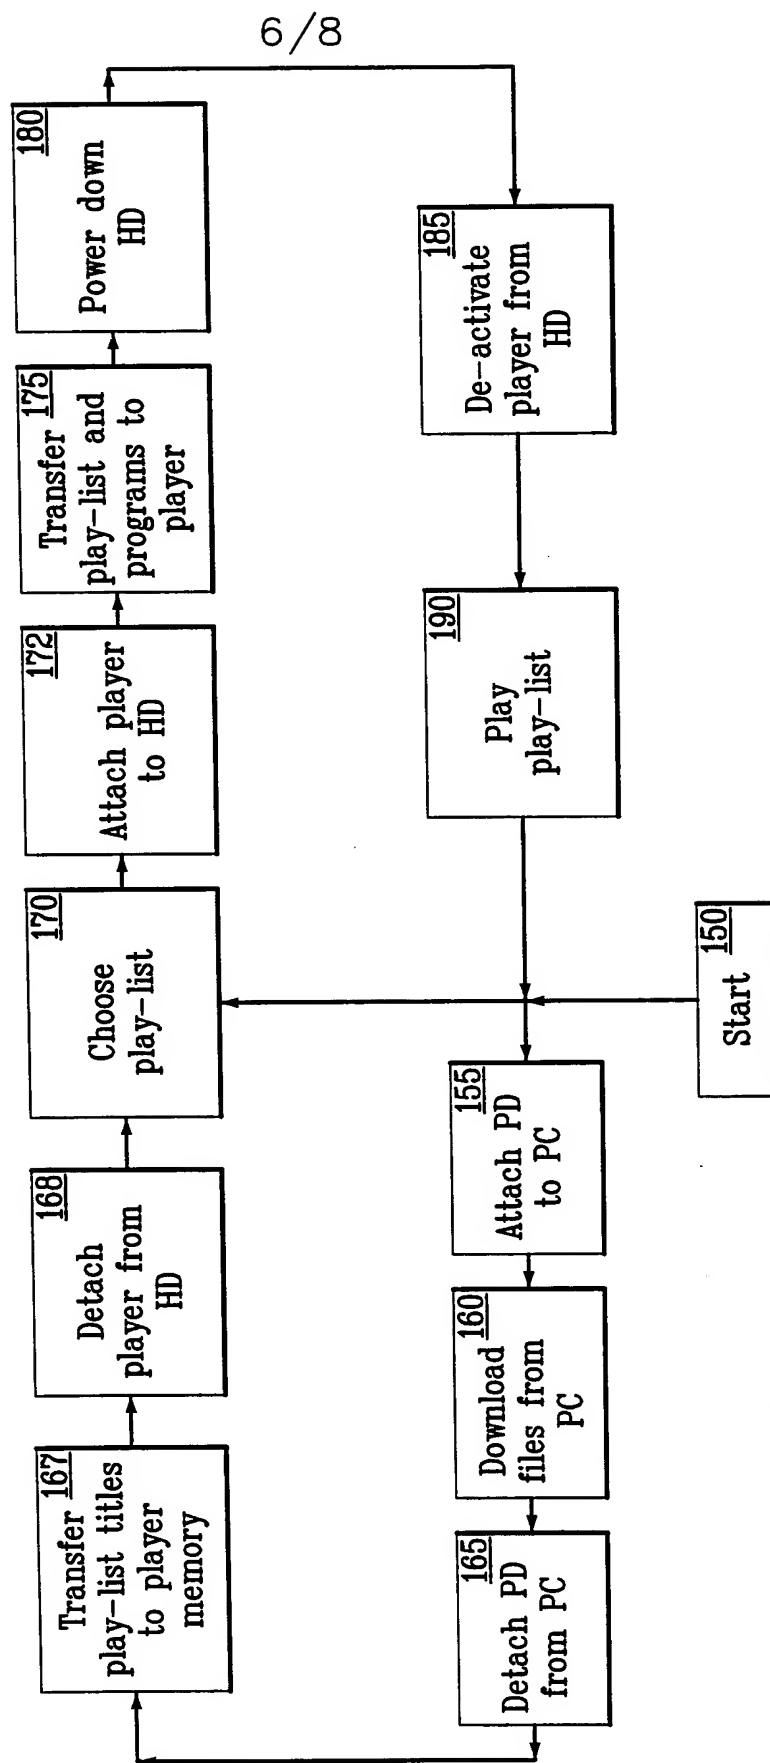 6/8
150
Start
155
Attach PD
to PC
160
Download
files from
PC
165
Detach PD
from PC
167
Transfer
play-list titles
to player
memory
168
Detach
player from
HD
170
Choose
play-list
172
Attach player
to HD
175
Transfer
play-list and
programs to
player
180
Power down
HD
185
De-activate
player from
HD
190
Play
play-list